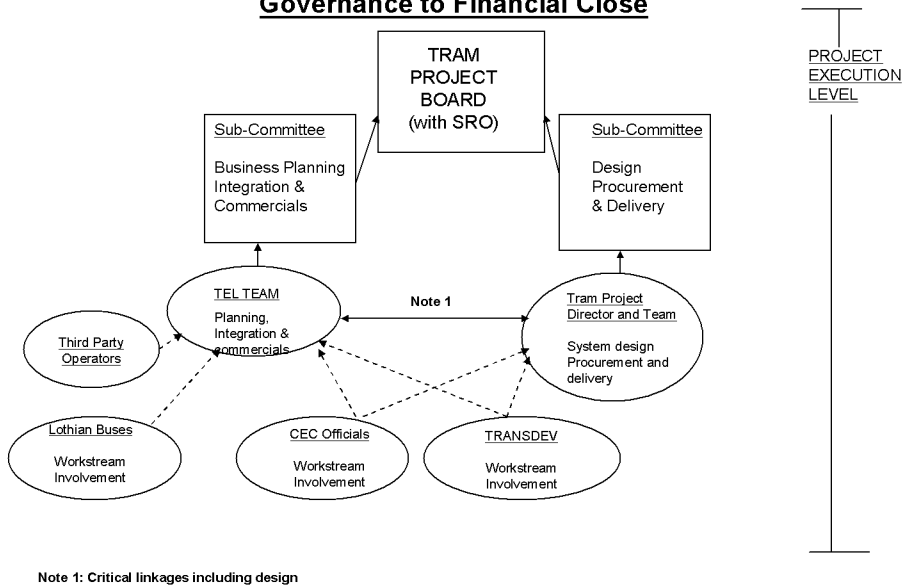 Governance to Financial Close
TRAM
PROJECT
BOARD
(with SRO)
PROJECT
EXECUTION
LEVEL
Sub-Committee
Business Planning
Integration &
Commercials
Sub-Committee
Design
Procurement
& Delivery
TEL TEAM
Planning,
Integration &
commercials
Note 1
Tram Project
Director and Team
System design
Procurement and
delivery
Third Party
Operators
Lothian Buses
Workstream
Involvement
CEC Officials
Workstream
Involvement
TRANSDEV
Workstream
Involvement
Note 1: Critical linkages including design